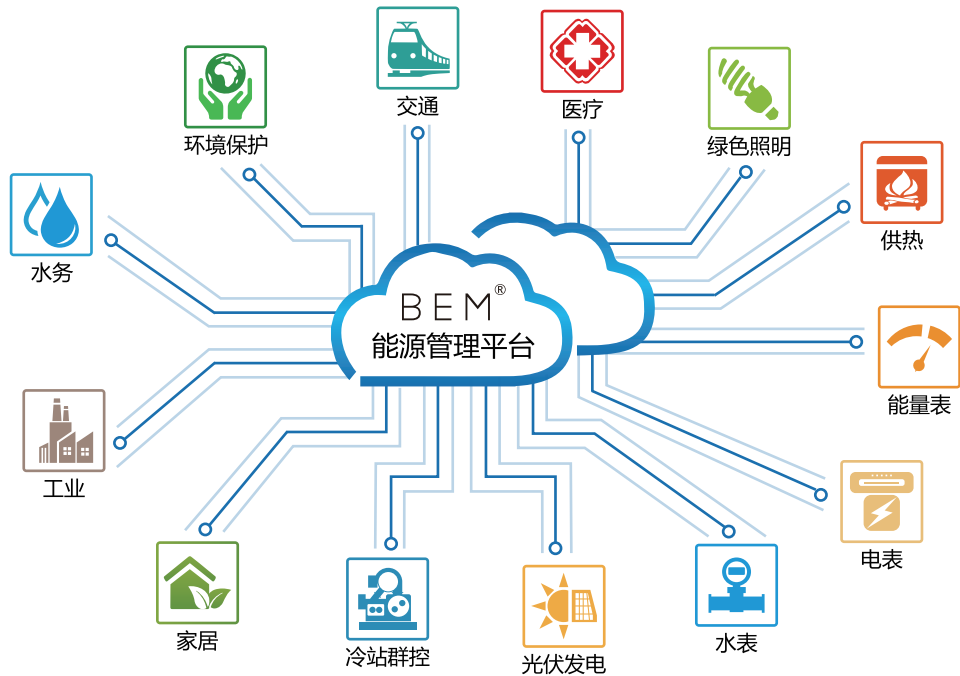 交通
医疗
环境保护
绿色照明
供热
水务
BEM®
能源管理平台
能量表
工业
电表
家居
冷站群控
光伏发电
水表